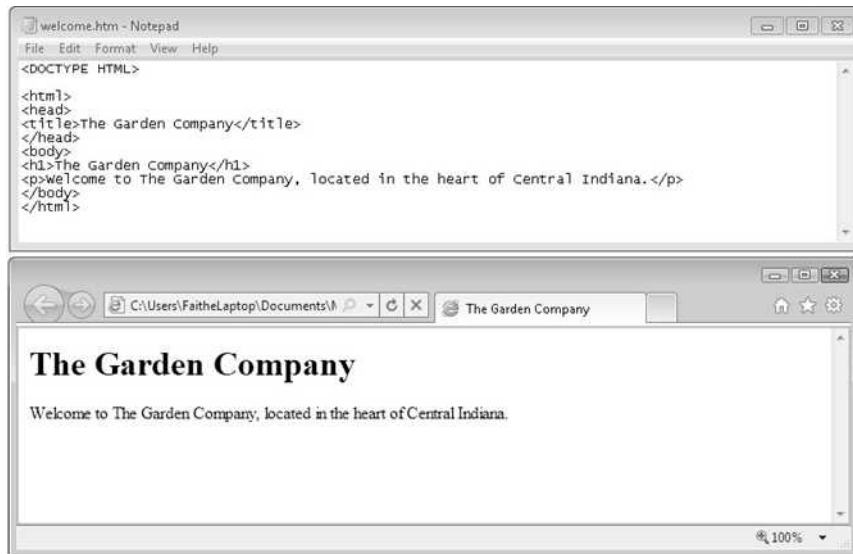 welcome.htm - Notepad
File Edit Format View Help
<DOCTYPE HTML>
<html>
<head>
<title>The Garden Company</title>
</head>
<body>
<h1>The Garden Company</h1>
<p>Welcome to The Garden Company, located in the heart of Central Indiana.</p>
</body>
</html>
C:\Users\FaitheLaptop\Documents\
The Garden Company
The Garden Company
Welcome to The Garden Company, located in the heart of Central Indiana.
100%